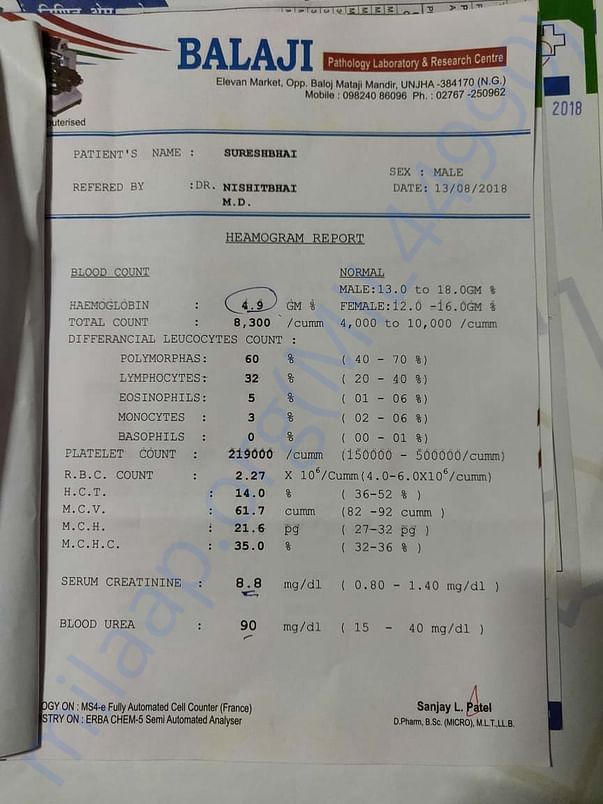 BALAJI Pathology Laboratory & Research Centre
Elevan Market, Opp. Baloj Mataji Mandir, UNJHA -384170 (N.G.)
Mobile : 098240 86096 Ph. : 02767 -250962
uterised
2018
PATIENT'S NAME : SURESHBHAI
SEX : MALE
REFERED BY :DR. NISHITBHAI DATE: 13/08/2018
M.D.
HEAMOGRAM REPORT
BLOOD COUNT NORMAL
MALE:13.0 to 18.0GM %
HAEMOGLOBIN : 4.9 GM % FEMALE:12.0 -16.0GM %
TOTAL COUNT : 8,300 /cumm 4,000 to 10,000 /cumm
DIFFERANCIAL LEUCOCYTES COUNT :
POLYMORPHAS: 60 % ( 40 - 70 %)
LYMPHOCYTES: 32 % ( 20 - 40 %)
EOSINOPHILS: 5 % ( 01 - 06 %)
MONOCYTES : 3 % ( 02 - 06 %)
BASOPHILS : 0 % ( 00 - 01 %)
PLATELET COUNT : 219000 /cumm (150000 - 500000/cumm)
R.B.C. COUNT : 2.27 X 10⁶/Cumm(4.0-6.0X10⁶/cumm)
H.C.T. : 14.0 % ( 36-52 % )
M.C.V. : 61.7 cumm (82 -92 cumm )
M.C.H. : 21.6 pg ( 27-32 pg )
M.C.H.C. : 35.0 % ( 32-36 % )
SERUM CREATININE : 8.8 mg/dl ( 0.80 - 1.40 mg/dl )
BLOOD UREA : 90 mg/dl ( 15 - 40 mg/dl )
OGY ON : MS4-e Fully Automated Cell Counter (France)
STRY ON : ERBA CHEM-5 Semi Automated Analyser
Sanjay L. Patel
D.Pharm, B.Sc. (MICRO), M.L.T.,LL.B.